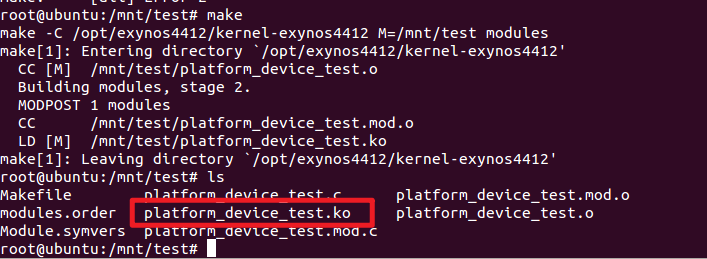 root@ubuntu:/mnt/test# make
make -C /opt/exynos4412/kernel-exynos4412 M=/mnt/test modules
make[1]: Entering directory `/opt/exynos4412/kernel-exynos4412'
  CC [M]  /mnt/test/platform_device_test.o
  Building modules, stage 2.
  MODPOST 1 modules
  CC      /mnt/test/platform_device_test.mod.o
  LD [M]  /mnt/test/platform_device_test.ko
make[1]: Leaving directory `/opt/exynos4412/kernel-exynos4412'
root@ubuntu:/mnt/test# ls
Makefile        platform_device_test.c      platform_device_test.mod.o
modules.order   platform_device_test.ko     platform_device_test.o
Module.symvers  platform_device_test.mod.c
root@ubuntu:/mnt/test#